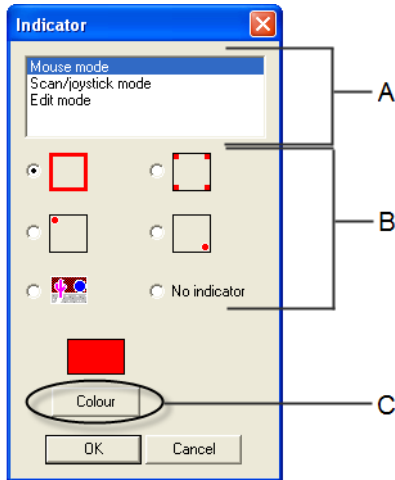 Indicator
Mouse mode
Scan/joystick mode
Edit mode
A
B
No indicator
Colour
C
OK Cancel